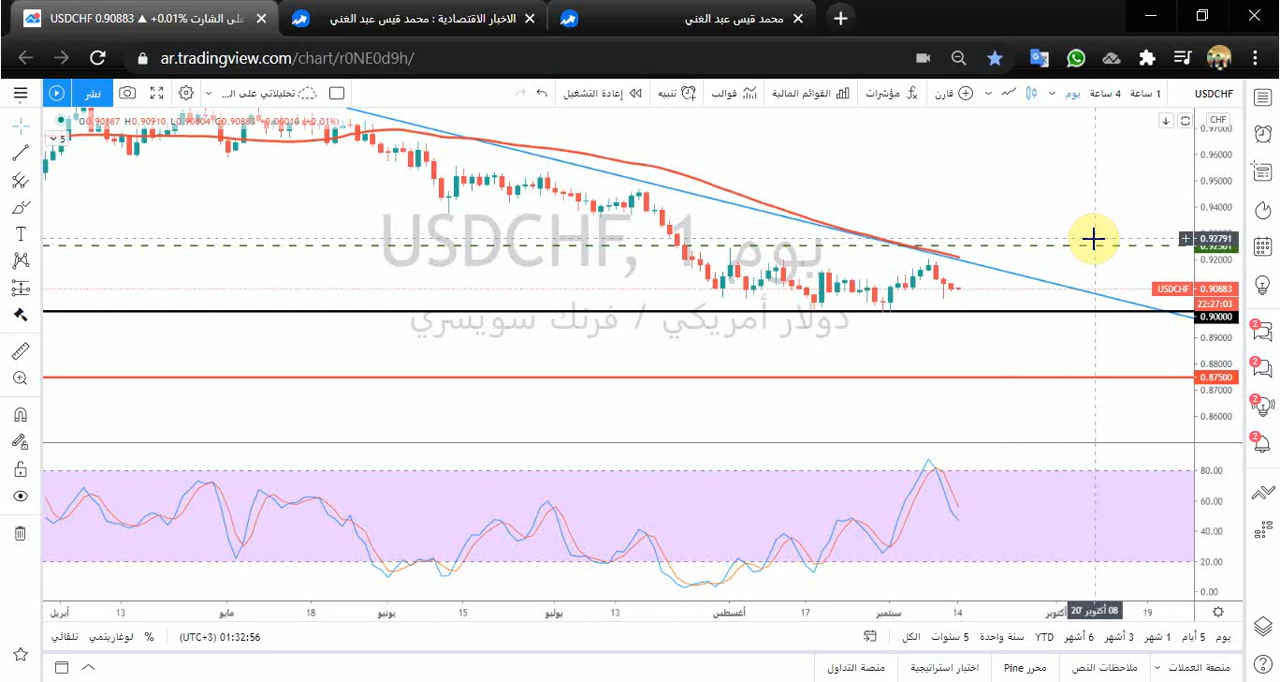 USDCHF 0.90883 ▲ +0.01% على الشارت
الاخبار الاقتصادية : محمد قيس عبد الغني
محمد قيس عبد الغني
ar.tradingview.com/chart/r0NE0d9h/
نشر
تحليلاتي على ال...
إعادة التشغيل
تنبيه
قوالب
القوائم المالية
مؤشرات
قارن
يوم
4 ساعة
1 ساعة
USDCHF
O0.90887 H0.90910 L0.90804 C0.90883 +0.00010 (+0.01%)
5
CHF
0.97000
0.96000
0.95000
0.94000
0.92791
0.92000
USDCHF 0.90883
22:27:03
0.90000
0.89000
0.88000
0.87500
0.87000
0.86000
USDCHF, 1 يوم
دولار أمريكي / فرنك سويسري
80.00
60.00
40.00
20.00
0.00
أبريل
13
مايو
18
يونيو
15
يوليو
13
أغسطس
17
سبتمبر
14
أكتوبر
08 أكتوبر '20
19
2
2
2
2
تلقائي
لوغاريتمي
%
01:32:56 (UTC+3)
الكل
5 سنوات
سنة واحدة
YTD
6 أشهر
3 أشهر
1 شهر
5 أيام
يوم
منصة التداول
اختبار استراتيجية
محرر Pine
ملاحظات النص
منصة العملات